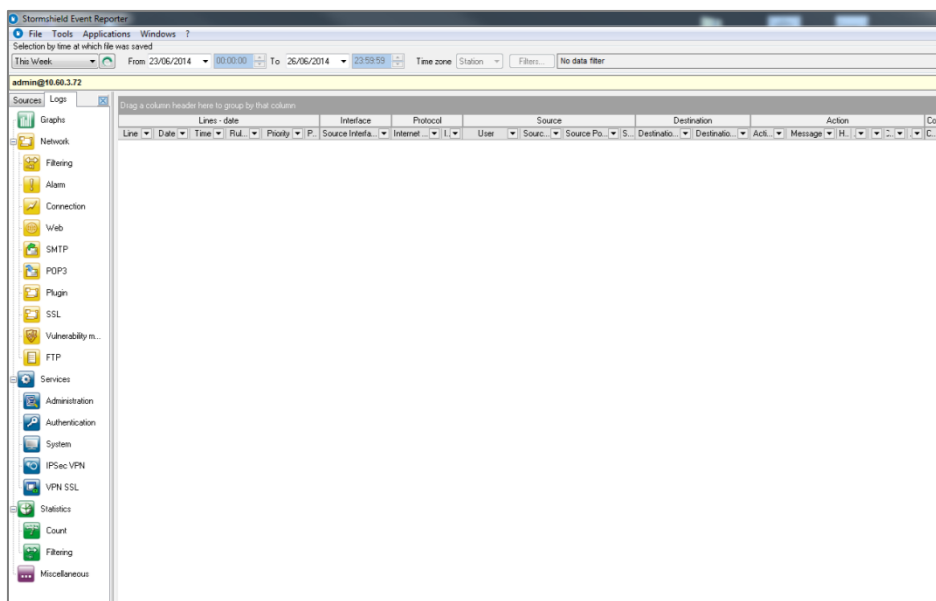 Stormshield Event Reporter
File Tools Applications Windows ?
Selection by time at which file was saved
This Week From 23/06/2014 00:00:00 To 26/06/2014 23:59:59 Time zone Station Filters... No data filter
admin@10.60.3.72
Sources Logs
Drag a column header here to group by that column
Lines - date Interface Protocol Source Destination Action Co
Line Date Time Rul... Priority P... Source Interfa... Internet ... I... User Sourc... Source Po... S... Destinatio... Destinatio... Acti... Message H... C...
Graphs
Network
Filtering
Alarm
Connection
Web
SMTP
POP3
Plugin
SSL
Vulnerability m...
FTP
Services
Administration
Authentication
System
IPSec VPN
VPN SSL
Statistics
Count
Filtering
Miscellaneous